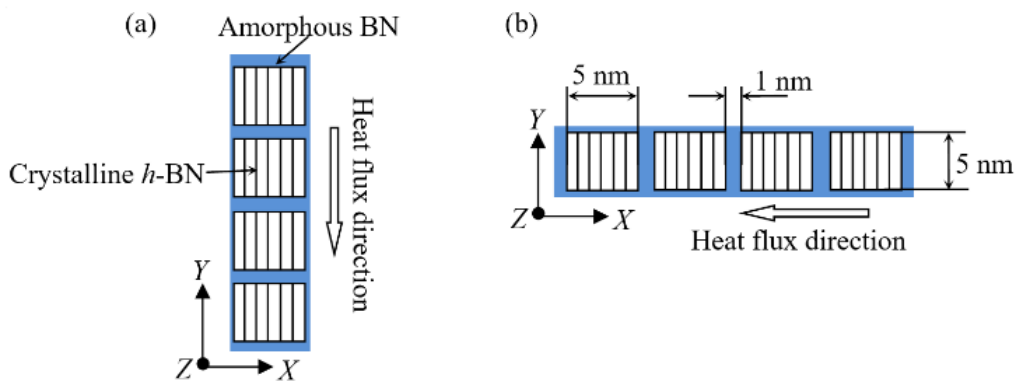 (a)
Amorphous BN
Crystalline h-BN
Heat flux direction
Y
Z
X
(b)
5 nm
1 nm
Y
5 nm
Z
X
Heat flux direction